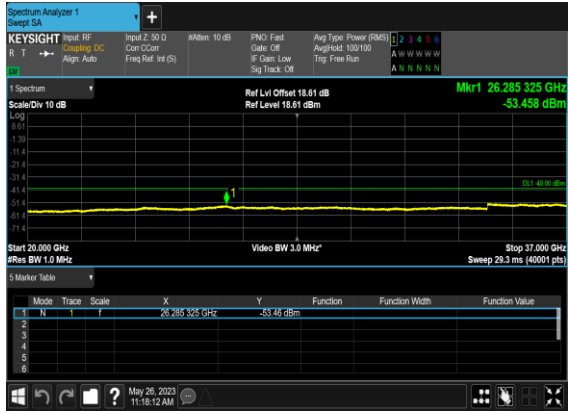 Spectrum Analyzer 1
Swept SA
+
KEYSIGHT Input: RF Input Z: 50 Ω #Atten: 10 dB PNO: Fast Avg Type: Power (RMS) 1 2 3 4 5 6
R T Coupling: DC Corr CCorr Gate: Off Avg|Hold: 100/100 A W W W W W
Align: Auto Freq Ref: Int (S) IF Gain: Low Trig: Free Run
LU Sig Track: Off A N N N N N
1 Spectrum Ref Lvl Offset 18.61 dB Mkr1 26.285 325 GHz
Scale/Div 10 dB Ref Level 18.61 dBm -53.458 dBm
Log
8.61
-1.39
-11.4
-21.4
-31.4
DL1 -40.00 dBm
-41.4
1
-51.4
-61.4
-71.4
Start 20.000 GHz Video BW 3.0 MHz* Stop 37.000 GHz
#Res BW 1.0 MHz Sweep 29.3 ms (40001 pts)
5 Marker Table
Mode Trace Scale X Y Function Function Width Function Value
1 N 1 f 26.285 325 GHz -53.46 dBm
2
3
4
5
6
? May 26, 2023
11:18:12 AM